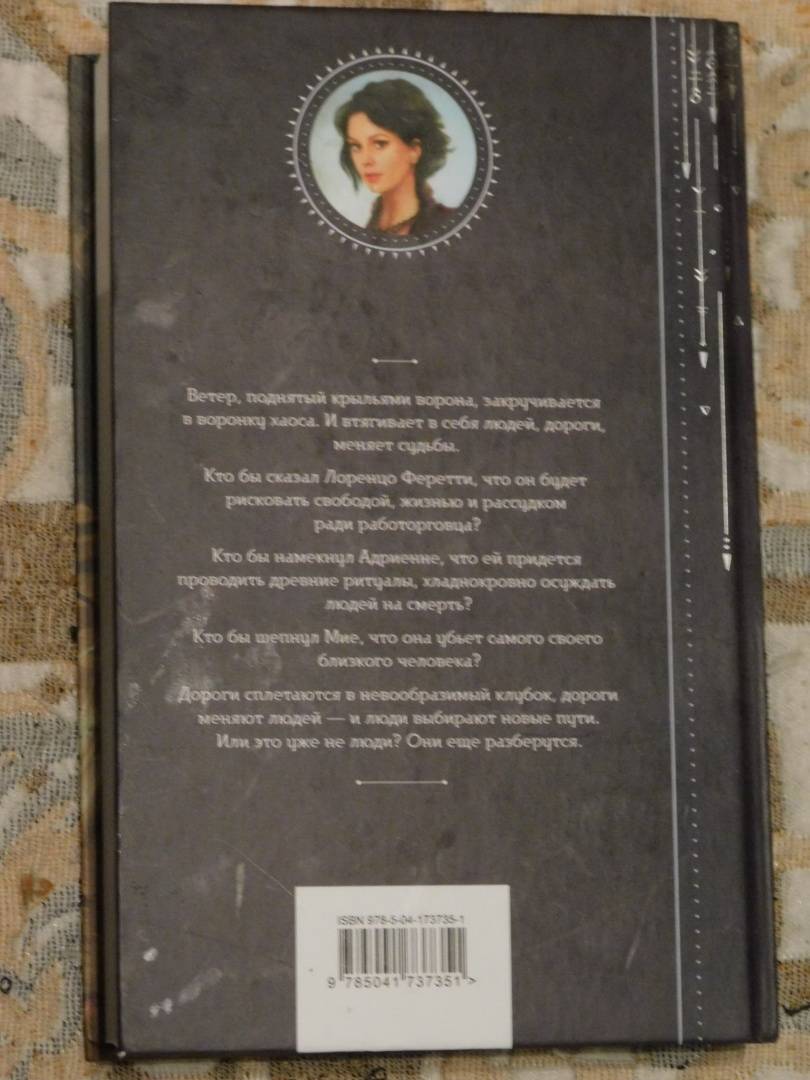 Ветер, поднятый крыльями ворона, закручивается
в воронку хаоса. И втягивает в себя людей, дороги,
меняет судьбы.
Кто бы сказал Лоренцо Феретти, что он будет
рисковать свободой, жизнью и рассудком
ради работорговца?
Кто бы намекнул Адриенне, что ей придется
проводить древние ритуалы, хладнокровно осуждать
людей на смерть?
Кто бы шепнул Мие, что она убьет самого своего
близкого человека?
Дороги сплетаются в невообразимый клубок, дороги
меняют людей — и люди выбирают новые пути.
Или это уже не люди? Они еще разберутся.
ISBN 978-5-04-173735-1
9 785041 737351 >